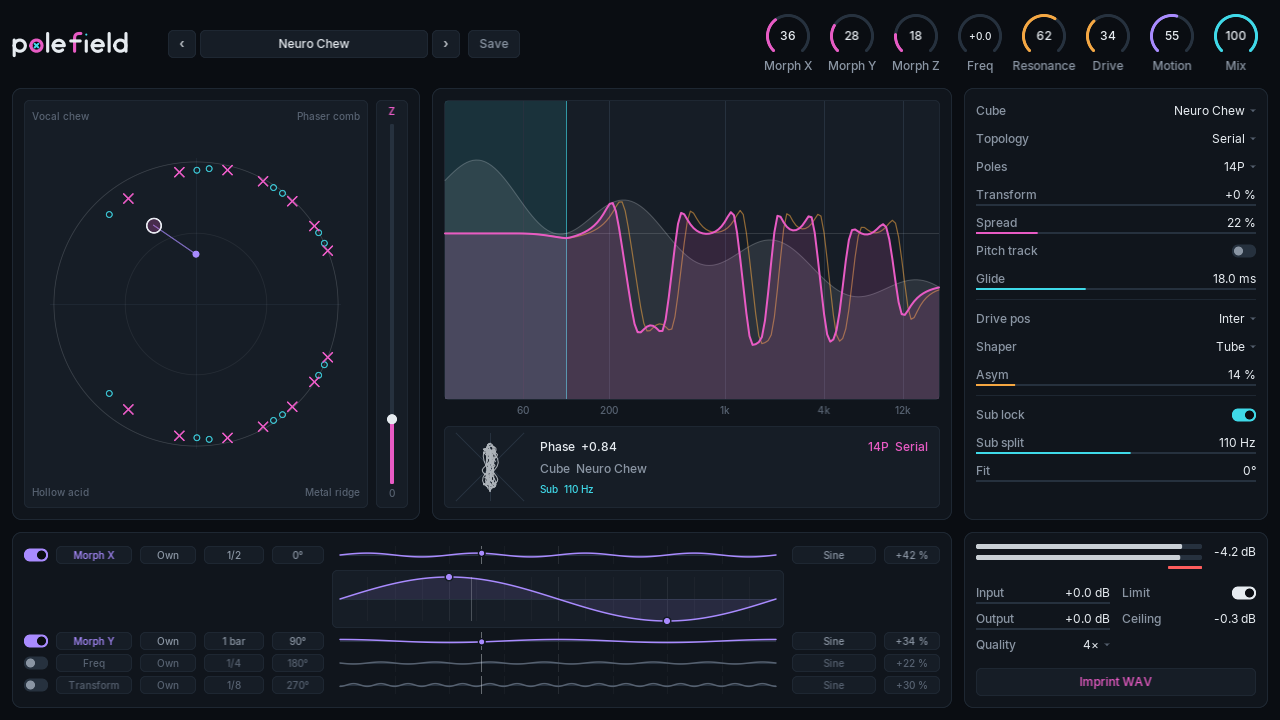 polefield
‹ Neuro Chew › Save
36 28 18 +0.0 62 34 55 100
Morph X Morph Y Morph Z Freq Resonance Drive Motion Mix
Vocal chew Phaser comb
Z
Hollow acid Metal ridge
0
60 200 1k 4k 12k
Phase +0.84 14P Serial
Cube Neuro Chew
Sub 110 Hz
Cube Neuro Chew
Topology Serial
Poles 14P
Transform +0 %
Spread 22 %
Pitch track
Glide 18.0 ms
Drive pos Inter
Shaper Tube
Asym 14 %
Sub lock
Sub split 110 Hz
Fit 0°
Morph X Own 1/2 0° Sine +42 %
Morph Y Own 1 bar 90° Sine +34 %
Freq Own 1/4 180° Sine +22 %
Transform Own 1/8 270° Sine +30 %
-4.2 dB
Input +0.0 dB Limit
Output +0.0 dB Ceiling -0.3 dB
Quality 4×
Imprint WAV